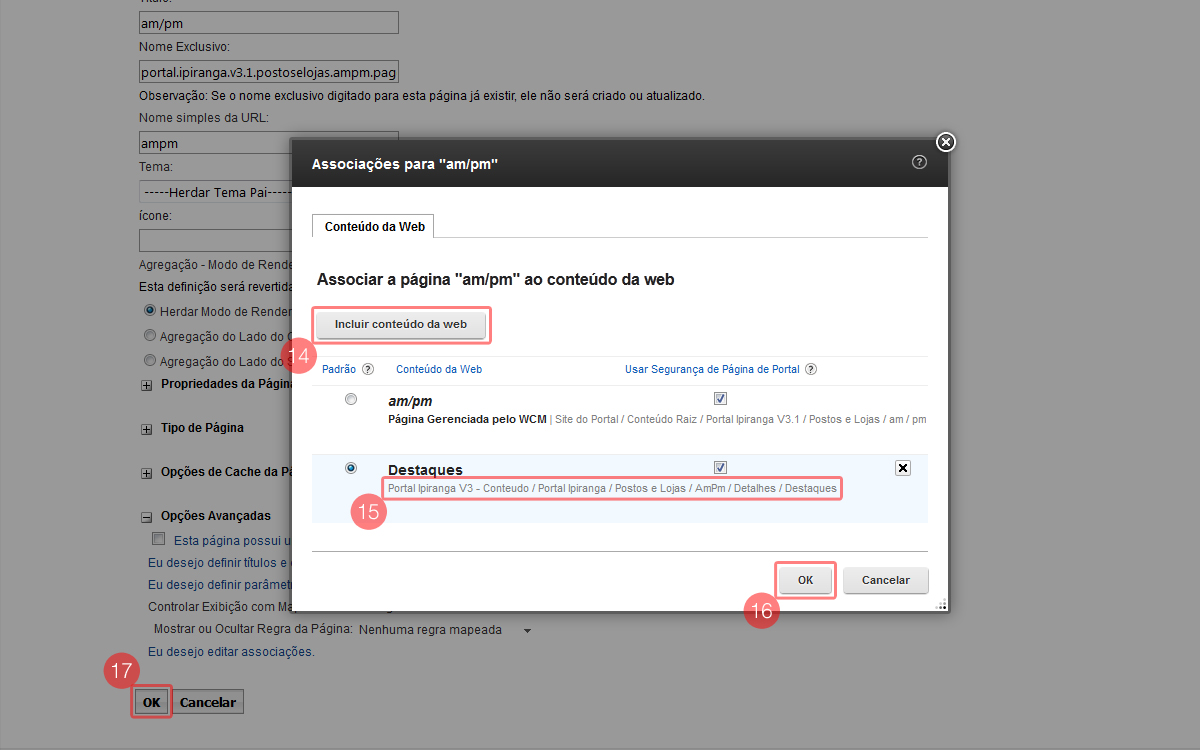 Título:
am/pm
Nome Exclusivo:
portal.ipiranga.v3.1.postoselojas.ampm.pag
Observação: Se o nome exclusivo digitado para esta página já existir, ele não será criado ou atualizado.
Nome simples da URL:
ampm
Tema:
-----Herdar Tema Pai-----
ícone:
Agregação - Modo de
Esta definição será
Herdar Modo de
Agregação do Lado do
Agregação do Lado do
Propriedades da Página
Tipo de Página
Opções de Cache da
Opções Avançadas
Esta página possui
Eu desejo definir títulos e
Eu desejo definir
Controlar Exibição com
Mostrar ou Ocultar Regra da Página: Nenhuma regra mapeada
Eu desejo editar associações.
17
OK Cancelar
Associações para "am/pm"
?
Conteúdo da Web
Associar a página "am/pm" ao conteúdo da web
Incluir conteúdo da web
14
Padrão ? Conteúdo da Web Usar Segurança de Página de Portal ?
am/pm
Página Gerenciada pelo WCM | Site do Portal / Conteúdo Raiz / Portal Ipiranga V3.1 / Postos e Lojas / am / pm
Destaques
Portal Ipiranga V3 - Conteudo / Portal Ipiranga / Postos e Lojas / AmPm / Detalhes / Destaques
15
OK Cancelar
16